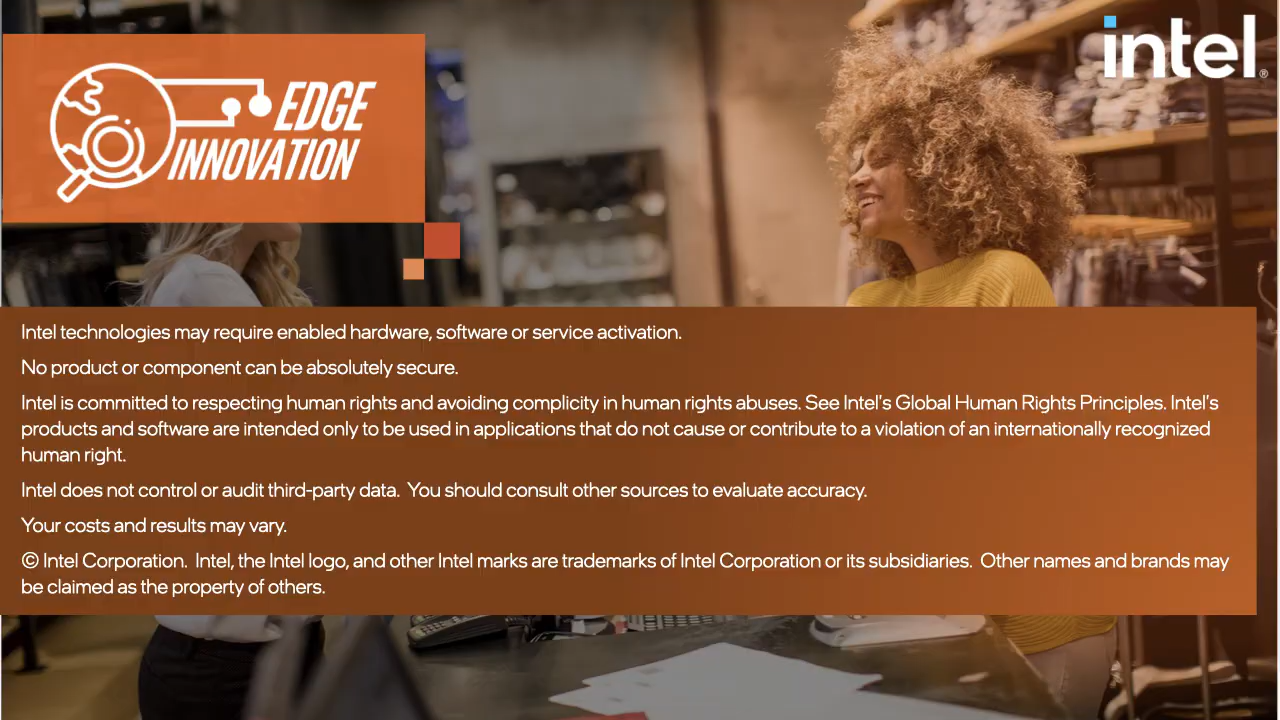 EDGE
INNOVATION
intel®
Intel technologies may require enabled hardware, software or service activation.
No product or component can be absolutely secure.
Intel is committed to respecting human rights and avoiding complicity in human rights abuses. See Intel's Global Human Rights Principles. Intel's
products and software are intended only to be used in applications that do not cause or contribute to a violation of an internationally recognized
human right.
Intel does not control or audit third-party data.  You should consult other sources to evaluate accuracy.
Your costs and results may vary.
© Intel Corporation.  Intel, the Intel logo, and other Intel marks are trademarks of Intel Corporation or its subsidiaries.  Other names and brands may
be claimed as the property of others.